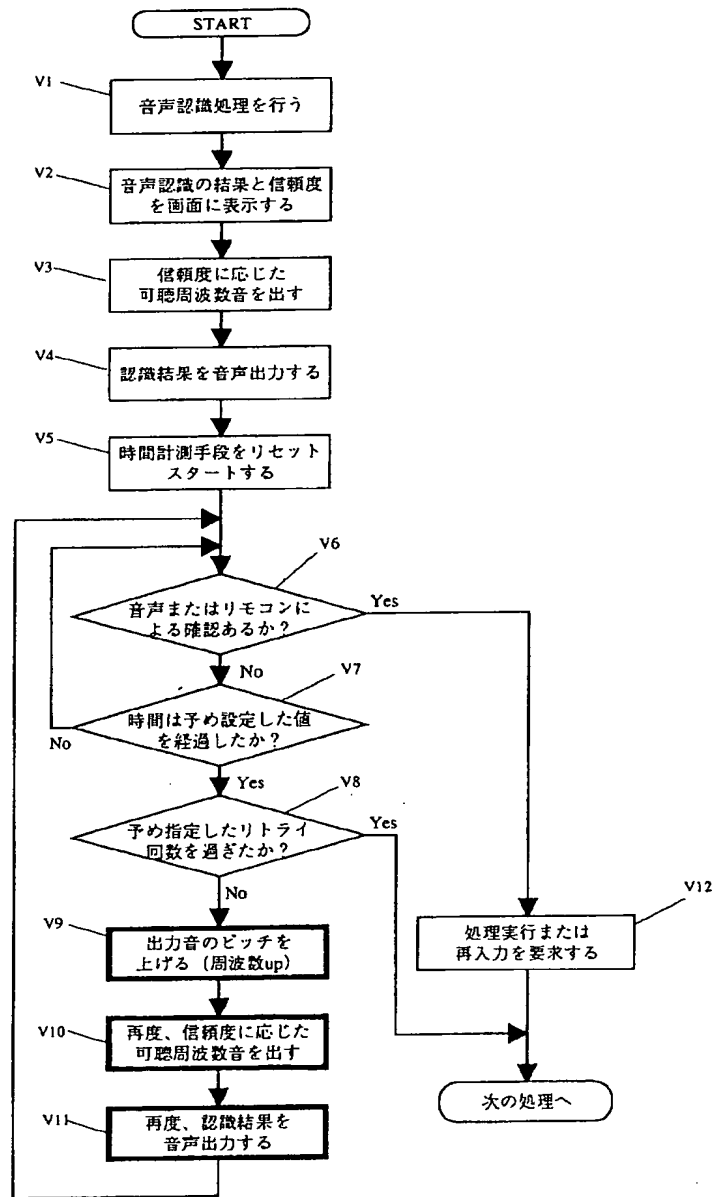 START
V1
音声認識処理を行う
V2
音声認識の結果と信頼度
を画面に表示する
V3
信頼度に応じた
可聴周波数音を出す
V4
認識結果を音声出力する
V5
時間計測手段をリセット
スタートする
V6
音声またはリモコンに
よる確認あるか？
Yes
No
V7
時間は予め設定した値
を経過したか？
No
Yes
V8
予め指定したリトライ
回数を過ぎたか？
Yes
No
V9
出力音のピッチを
上げる（周波数up）
V12
処理実行または
再入力を要求する
V10
再度、信頼度に応じた
可聴周波数音を出す
V11
再度、認識結果を
音声出力する
次の処理へ